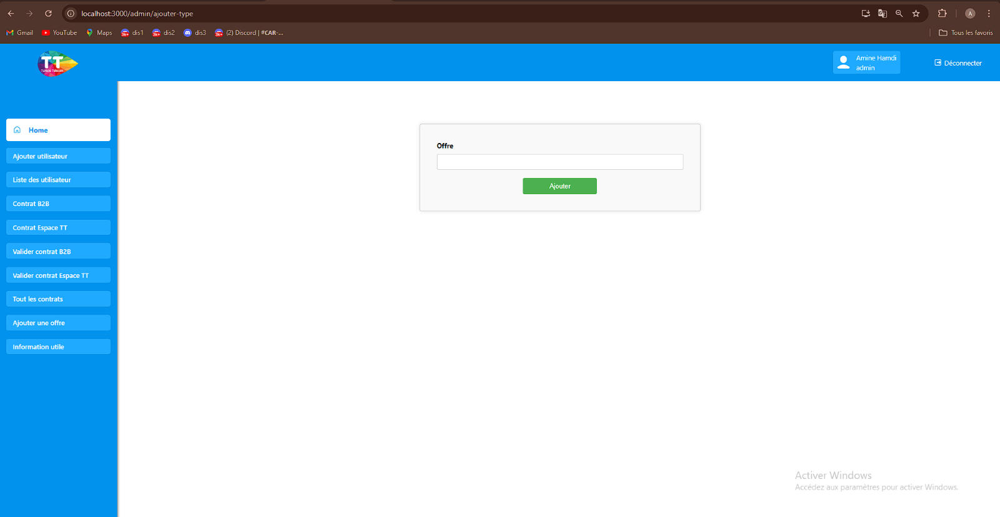 localhost:3000/admin/ajouter-type
Gmail YouTube Maps dis1 dis2 dis3 (2) Discord | #CAR-... Tous les favoris
TT
Tunisie Telecom
Amine Hamdi
admin
Déconnecter
Home
Ajouter utilisateur
Liste des utilisateur
Contrat B2B
Contrat Espace TT
Valider contrat B2B
Valider contrat Espace TT
Tout les contrats
Ajouter une offre
Information utile
Offre
Ajouter
Activer Windows
Accédez aux paramètres pour activer Windows.